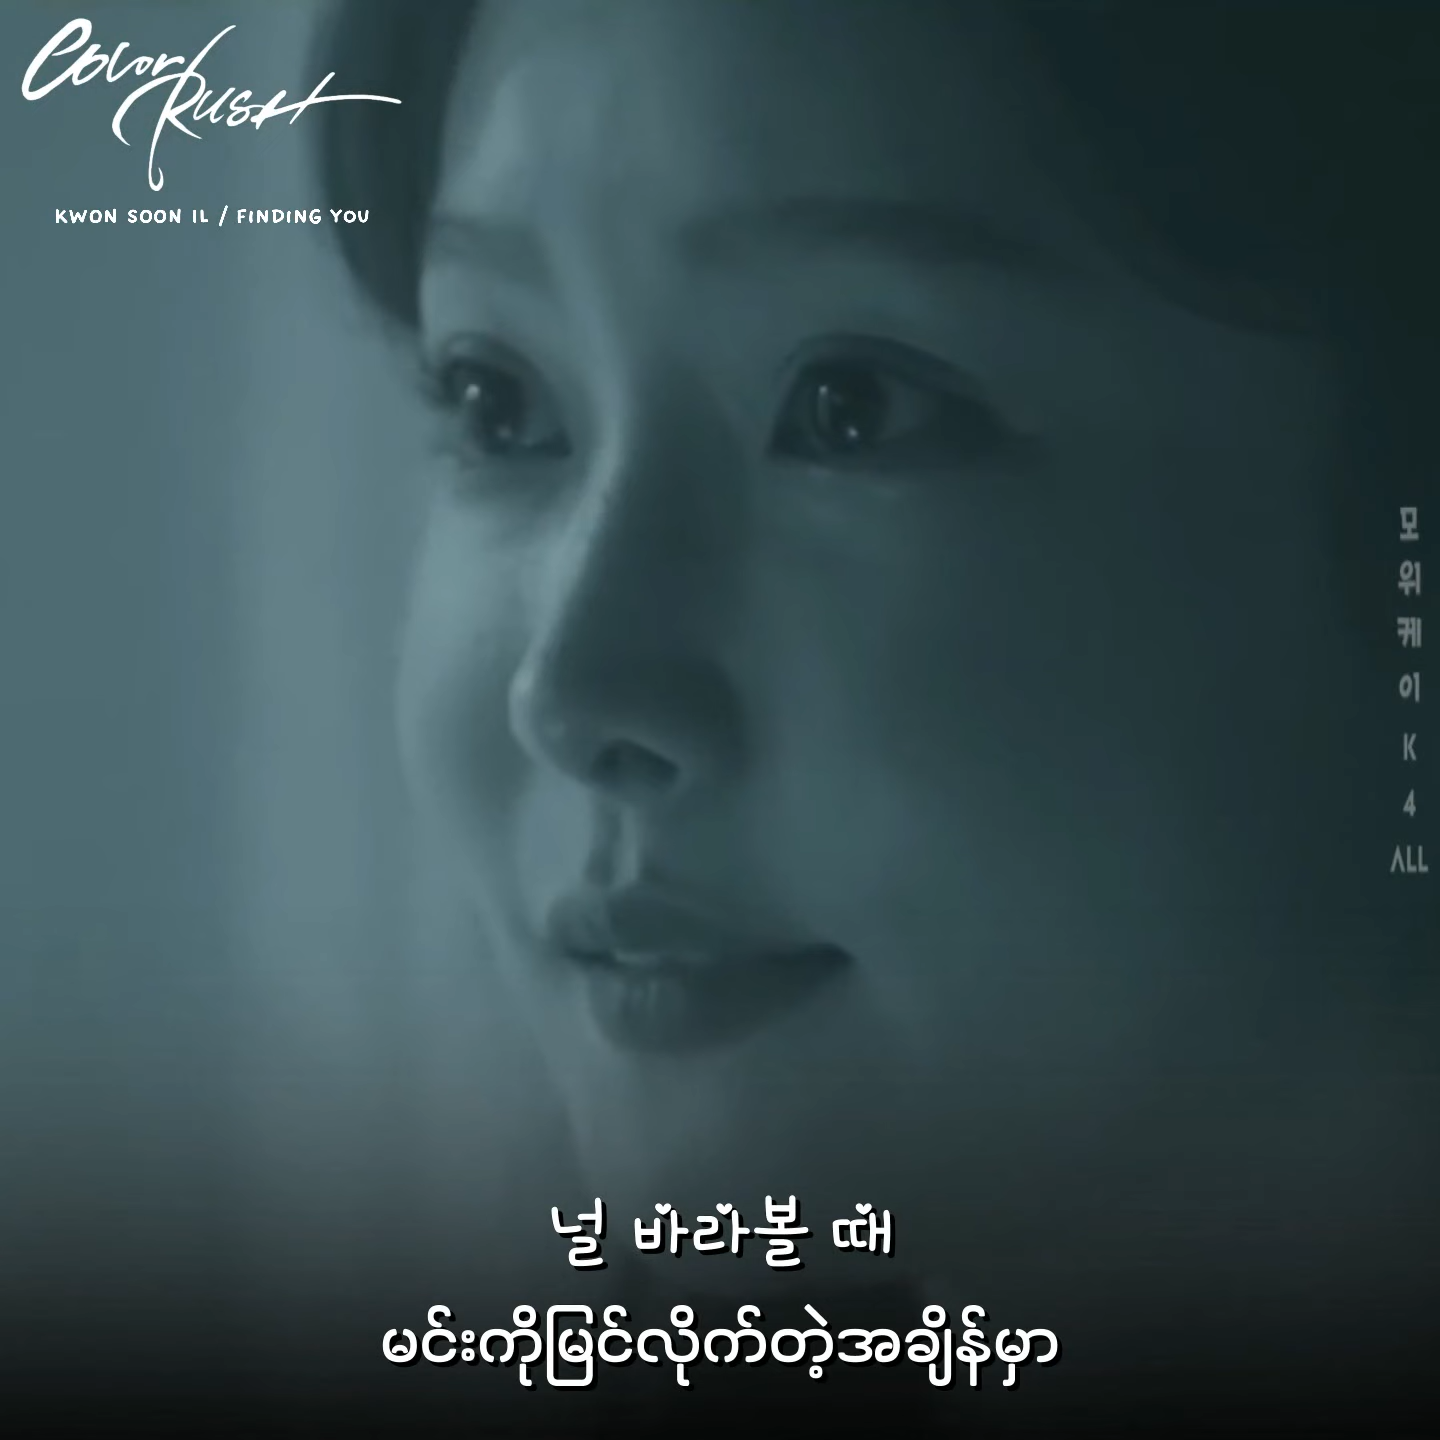 Color
Rush
KWON SOON IL / FINDING YOU
모
위
케
이
K
4
ALL
널 바라볼 때
မင်းကိုမြင်လိုက်တဲ့အချိန်မှာ